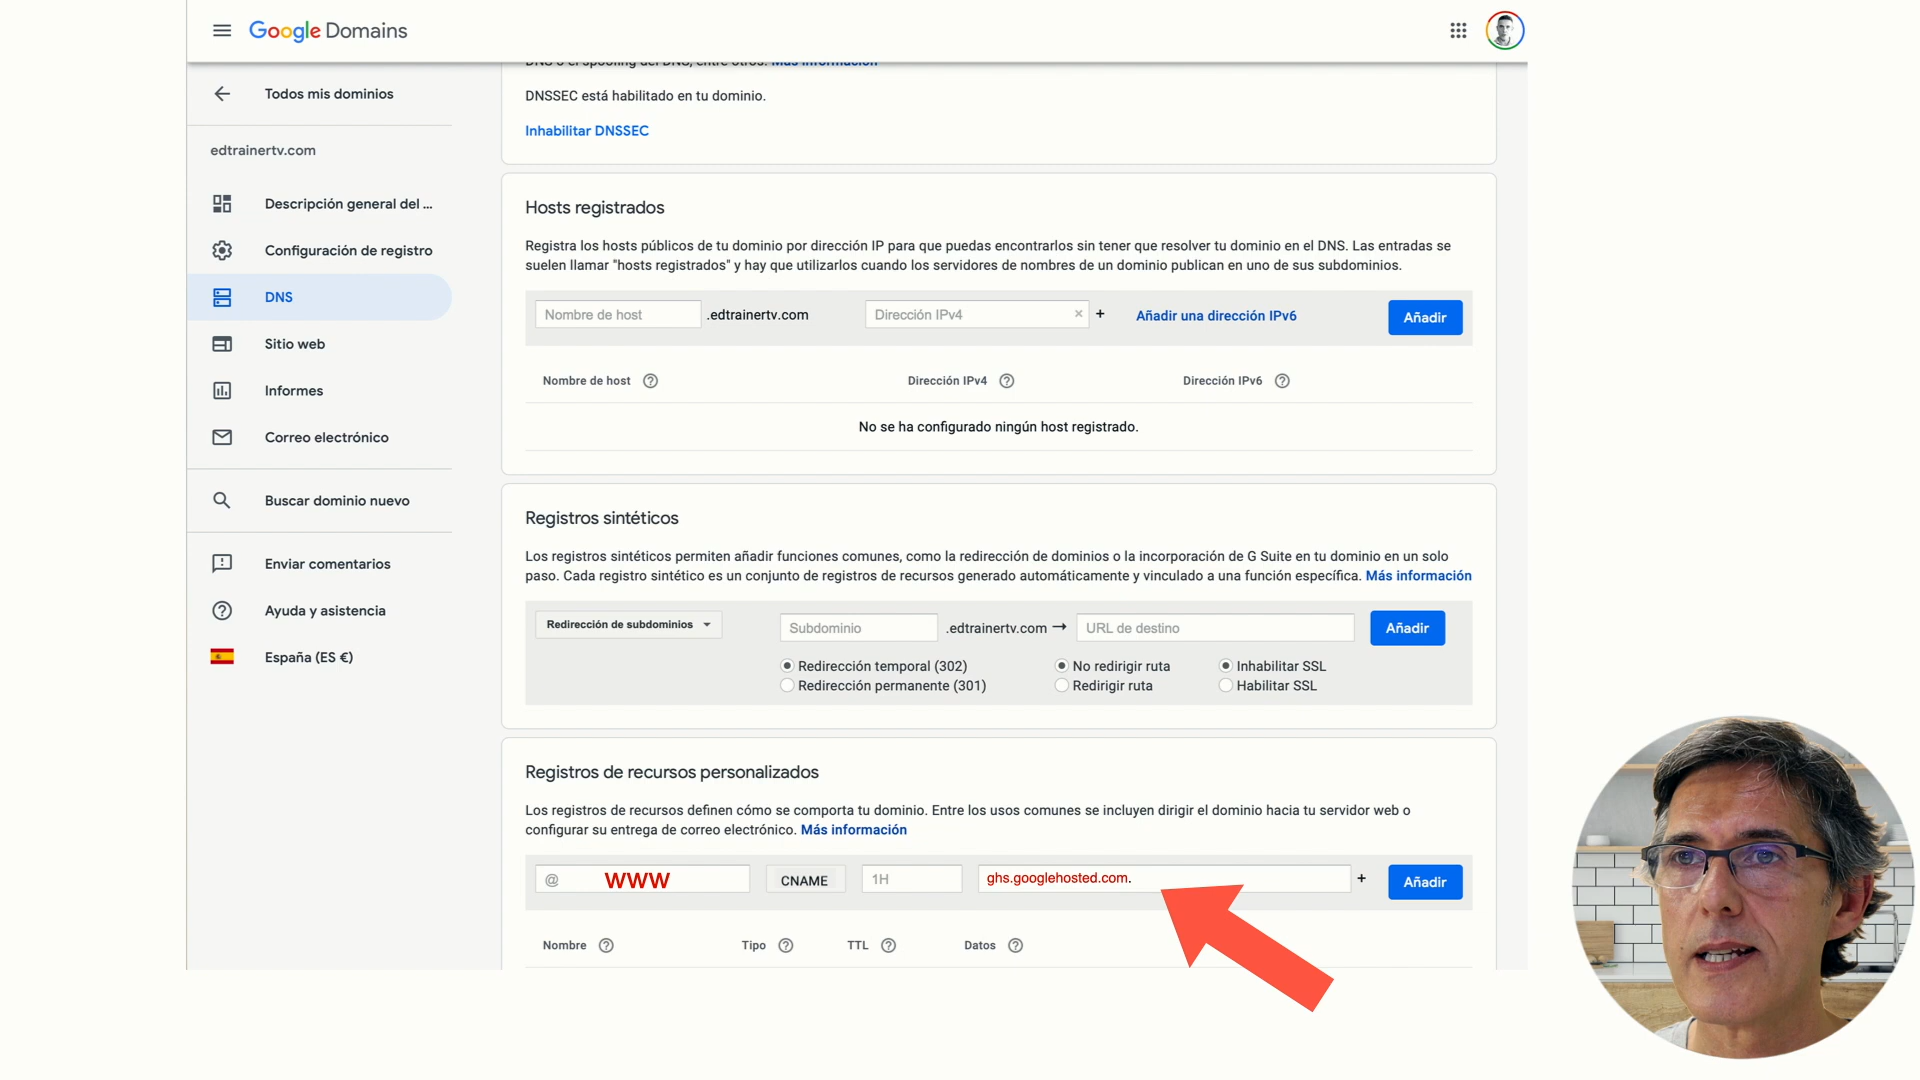 Google Domains
DNS o el spoofing del DNS, entre otros. Más información
Todos mis dominios
DNSSEC está habilitado en tu dominio.
Inhabilitar DNSSEC
edtrainertv.com
Descripción general del ...
Configuración de registro
DNS
Sitio web
Informes
Correo electrónico
Buscar dominio nuevo
Enviar comentarios
Ayuda y asistencia
España (ES €)
Hosts registrados
Registra los hosts públicos de tu dominio por dirección IP para que puedas encontrarlos sin tener que resolver tu dominio en el DNS. Las entradas se
suelen llamar "hosts registrados" y hay que utilizarlos cuando los servidores de nombres de un dominio publican en uno de sus subdominios.
Nombre de host .edtrainertv.com Dirección IPv4 × + Añadir una dirección IPv6 Añadir
Nombre de host ? Dirección IPv4 ? Dirección IPv6 ?
No se ha configurado ningún host registrado.
Registros sintéticos
Los registros sintéticos permiten añadir funciones comunes, como la redirección de dominios o la incorporación de G Suite en tu dominio en un solo
paso. Cada registro sintético es un conjunto de registros de recursos generado automáticamente y vinculado a una función específica. Más información
Redirección de subdominios Subdominio .edtrainertv.com → URL de destino Añadir
Redirección temporal (302) No redirigir ruta Inhabilitar SSL
Redirección permanente (301) Redirigir ruta Habilitar SSL
Registros de recursos personalizados
Los registros de recursos definen cómo se comporta tu dominio. Entre los usos comunes se incluyen dirigir el dominio hacia tu servidor web o
configurar su entrega de correo electrónico. Más información
@ WWW CNAME 1H ghs.googlehosted.com. + Añadir
Nombre ? Tipo ? TTL ? Datos ?